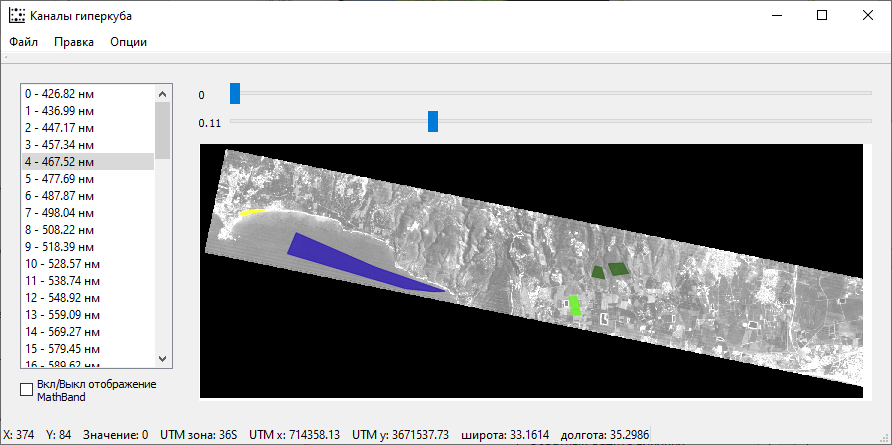 Каналы гиперкуба
Файл Правка Опции
0 - 426.82 нм
1 - 436.99 нм
2 - 447.17 нм
3 - 457.34 нм
4 - 467.52 нм
5 - 477.69 нм
6 - 487.87 нм
7 - 498.04 нм
8 - 508.22 нм
9 - 518.39 нм
10 - 528.57 нм
11 - 538.74 нм
12 - 548.92 нм
13 - 559.09 нм
14 - 569.27 нм
15 - 579.45 нм
16 - 589.62 нм
Вкл/Выкл отображение
MathBand
0
0.11
X: 374 Y: 84 Значение: 0 UTM зона: 36S UTM x: 714358.13 UTM y: 3671537.73 широта: 33.1614 долгота: 35.2986